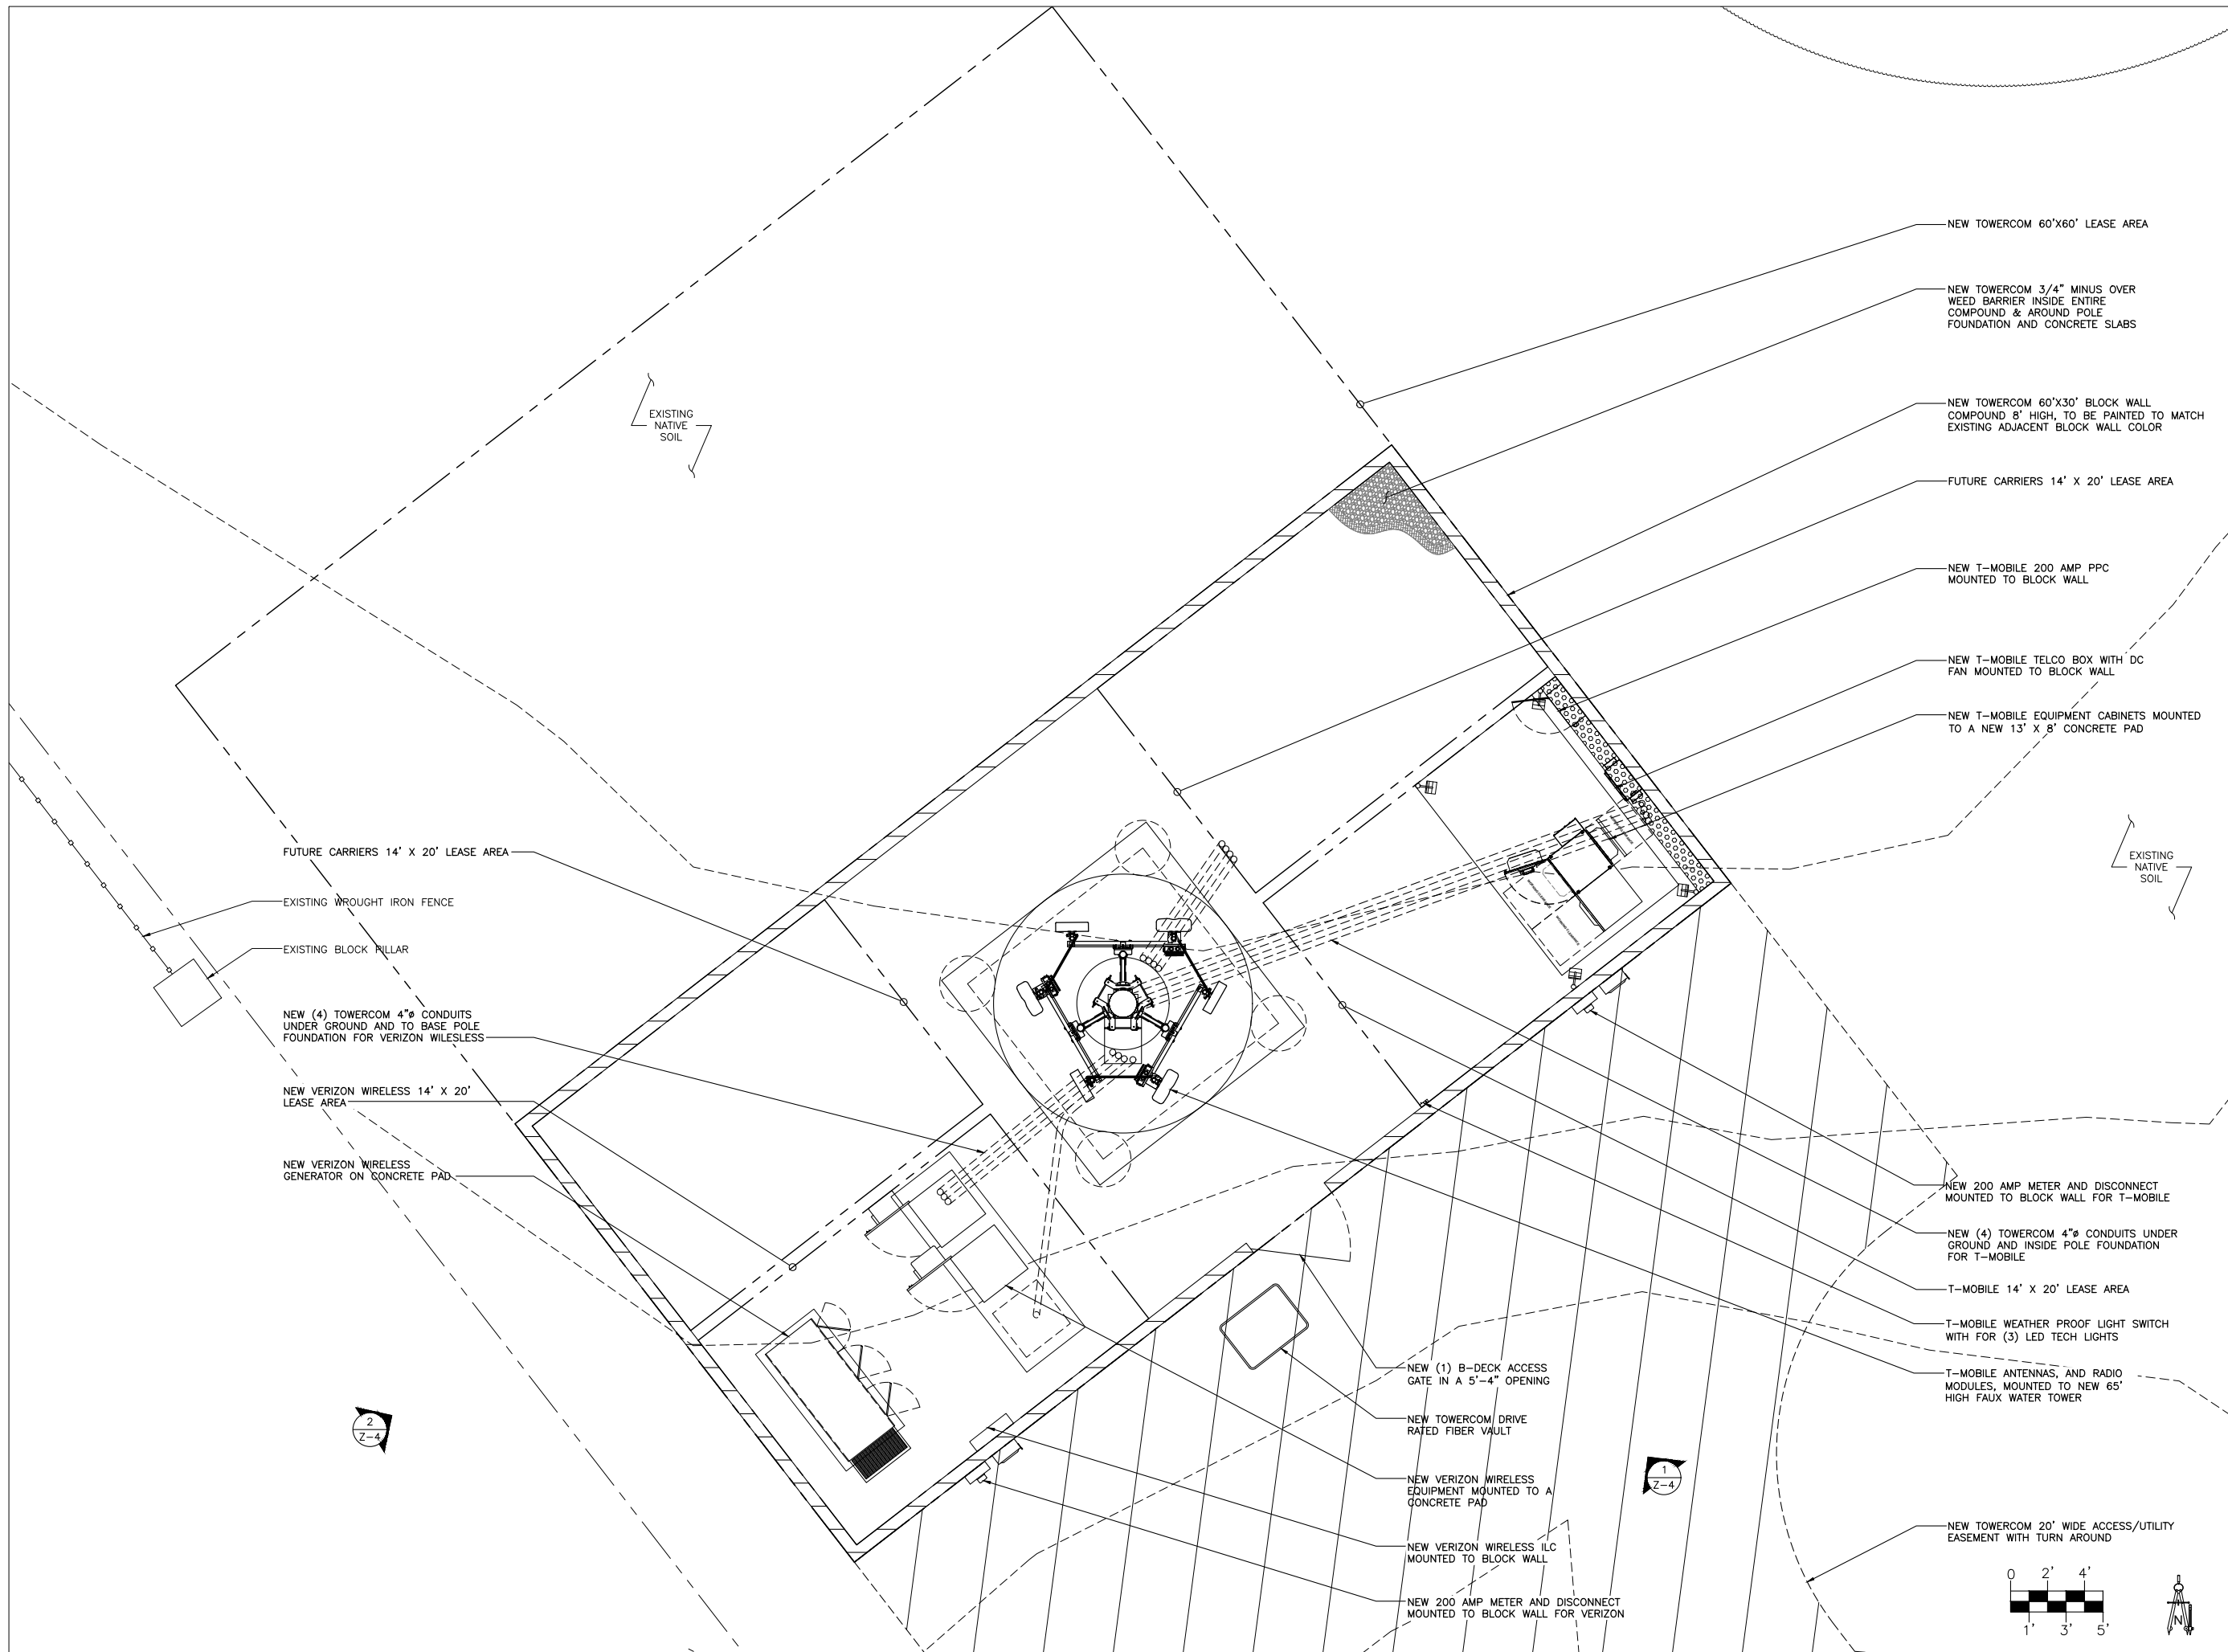 NEW TOWERCOM 60'X60' LEASE AREA
NEW TOWERCOM 3/4" MINUS OVER
WEED BARRIER INSIDE ENTIRE
COMPOUND & AROUND POLE
FOUNDATION AND CONCRETE SLABS
EXISTING
NATIVE
SOIL
NEW TOWERCOM 60'X30' BLOCK WALL
COMPOUND 8' HIGH, TO BE PAINTED TO MATCH
EXISTING ADJACENT BLOCK WALL COLOR
FUTURE CARRIERS 14' X 20' LEASE AREA
NEW T-MOBILE 200 AMP PPC
MOUNTED TO BLOCK WALL
NEW T-MOBILE TELCO BOX WITH DC
FAN MOUNTED TO BLOCK WALL
NEW T-MOBILE EQUIPMENT CABINETS MOUNTED
TO A NEW 13' X 8' CONCRETE PAD
EXISTING
NATIVE
SOIL
FUTURE CARRIERS 14' X 20' LEASE AREA
EXISTING WROUGHT IRON FENCE
EXISTING BLOCK PILLAR
NEW (4) TOWERCOM 4"ø CONDUITS
UNDER GROUND AND TO BASE POLE
FOUNDATION FOR VERIZON WILESLESS
NEW VERIZON WIRELESS 14' X 20'
LEASE AREA
NEW VERIZON WIRELESS
GENERATOR ON CONCRETE PAD
NEW 200 AMP METER AND DISCONNECT
MOUNTED TO BLOCK WALL FOR T-MOBILE
NEW (4) TOWERCOM 4"ø CONDUITS UNDER
GROUND AND INSIDE POLE FOUNDATION
FOR T-MOBILE
T-MOBILE 14' X 20' LEASE AREA
T-MOBILE WEATHER PROOF LIGHT SWITCH
WITH FOR (3) LED TECH LIGHTS
T-MOBILE ANTENNAS, AND RADIO
MODULES, MOUNTED TO NEW 65'
HIGH FAUX WATER TOWER
NEW (1) B-DECK ACCESS
GATE IN A 5'-4" OPENING
NEW TOWERCOM DRIVE
RATED FIBER VAULT
NEW VERIZON WIRELESS
EQUIPMENT MOUNTED TO A
CONCRETE PAD
NEW VERIZON WIRELESS ILC
MOUNTED TO BLOCK WALL
NEW 200 AMP METER AND DISCONNECT
MOUNTED TO BLOCK WALL FOR VERIZON
2
Z-4
1
Z-4
NEW TOWERCOM 20' WIDE ACCESS/UTILITY
EASEMENT WITH TURN AROUND
0 2' 4'
1' 3' 5'
N